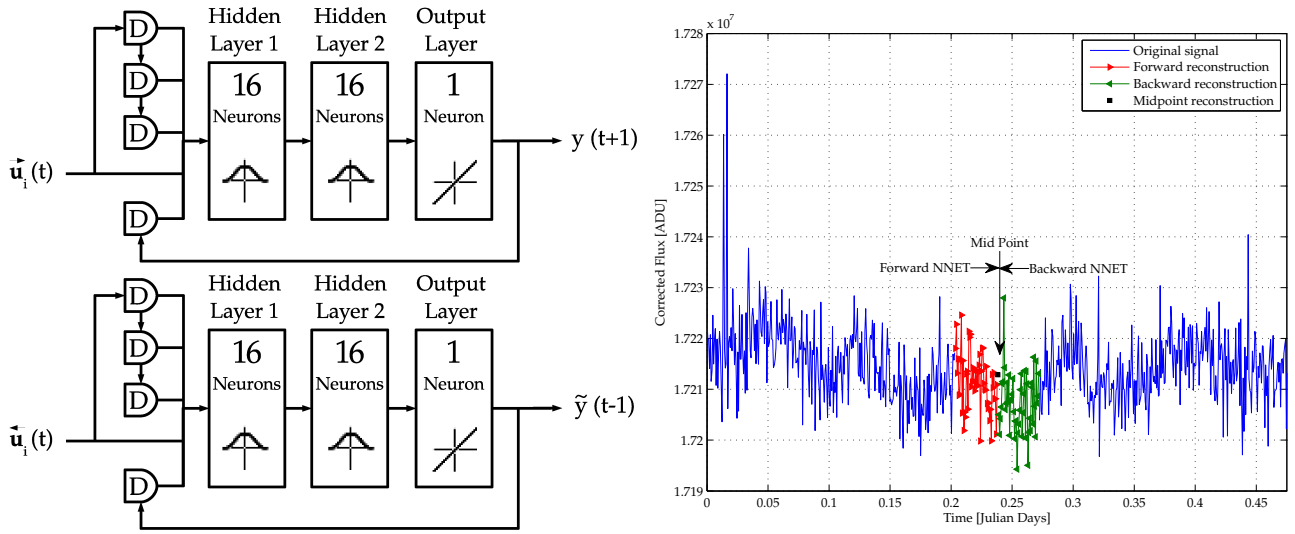 Hidden Layer 1
Hidden Layer 2
Output Layer
D
D
D
16 Neurons
16 Neurons
1 Neuron
u⃗i (t)
y (t+1)
D
Hidden Layer 1
Hidden Layer 2
Output Layer
D
D
D
16 Neurons
16 Neurons
1 Neuron
u⃖i (t)
ỹ (t-1)
D
x 10^7
1.728
1.727
1.726
1.725
1.724
1.723
1.722
1.721
1.72
1.719
Corrected Flux [ADU]
Original signal
Forward reconstruction
Backward reconstruction
Midpoint reconstruction
Mid Point
Forward NNET
Backward NNET
0 0.05 0.1 0.15 0.2 0.25 0.3 0.35 0.4 0.45
Time [Julian Days]